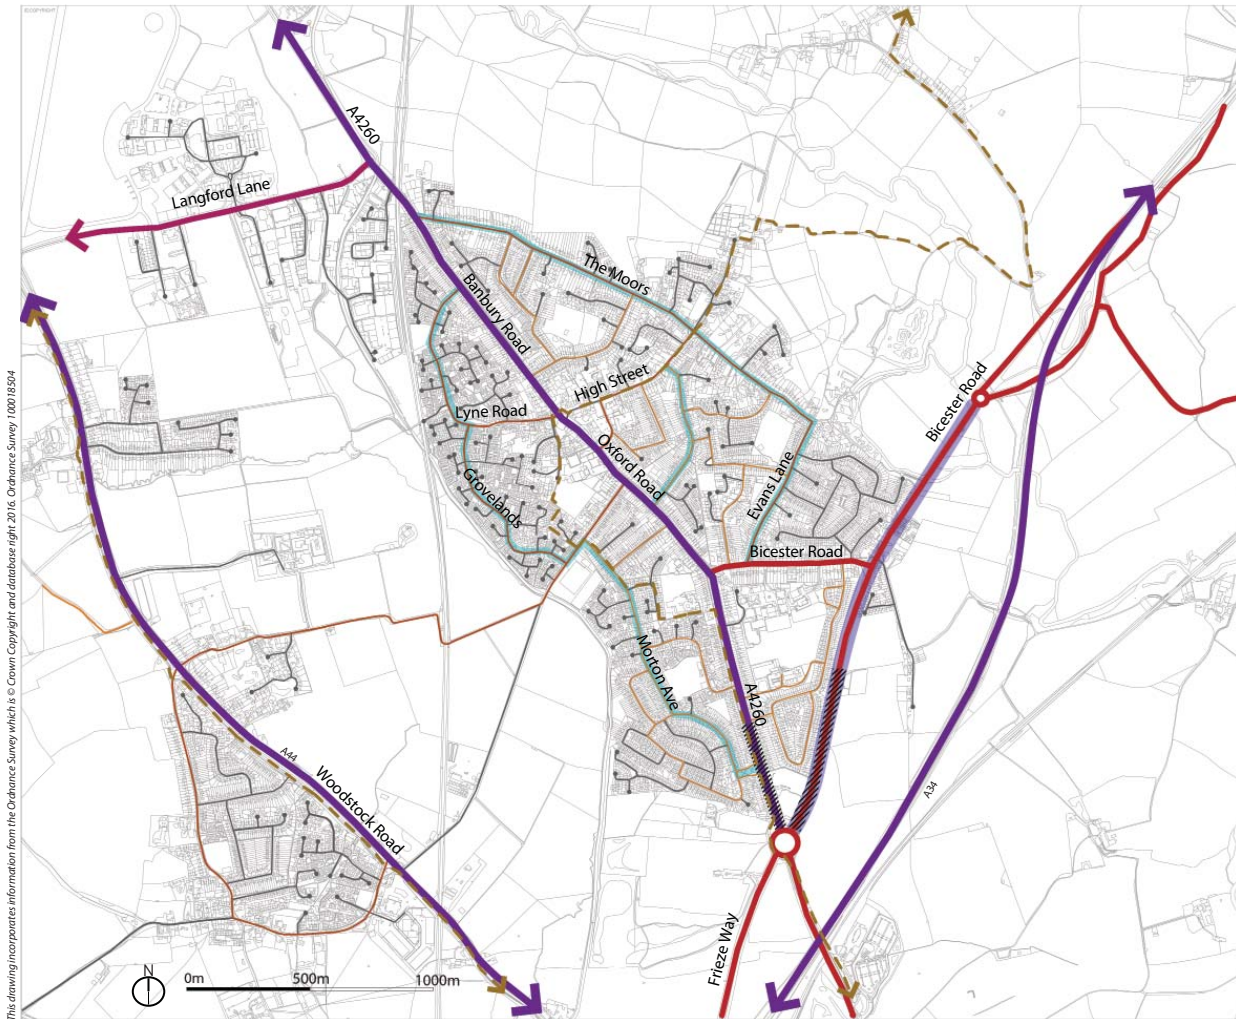 ©COPYRIGHT
A4260
Langford Lane
The Moors
Banbury Road
High Street
Lyne Road
Oxford Road
Bicester Road
Grovelands
Evans Lane
Bicester Road
Morton Ave
A4260
A44
Woodstock Road
A34
Frieze Way
N
0m 500m 1000m
This drawing incorporates information from the Ordnance Survey which is © Crown Copyright and database right 2016. Ordnance Survey 100018504